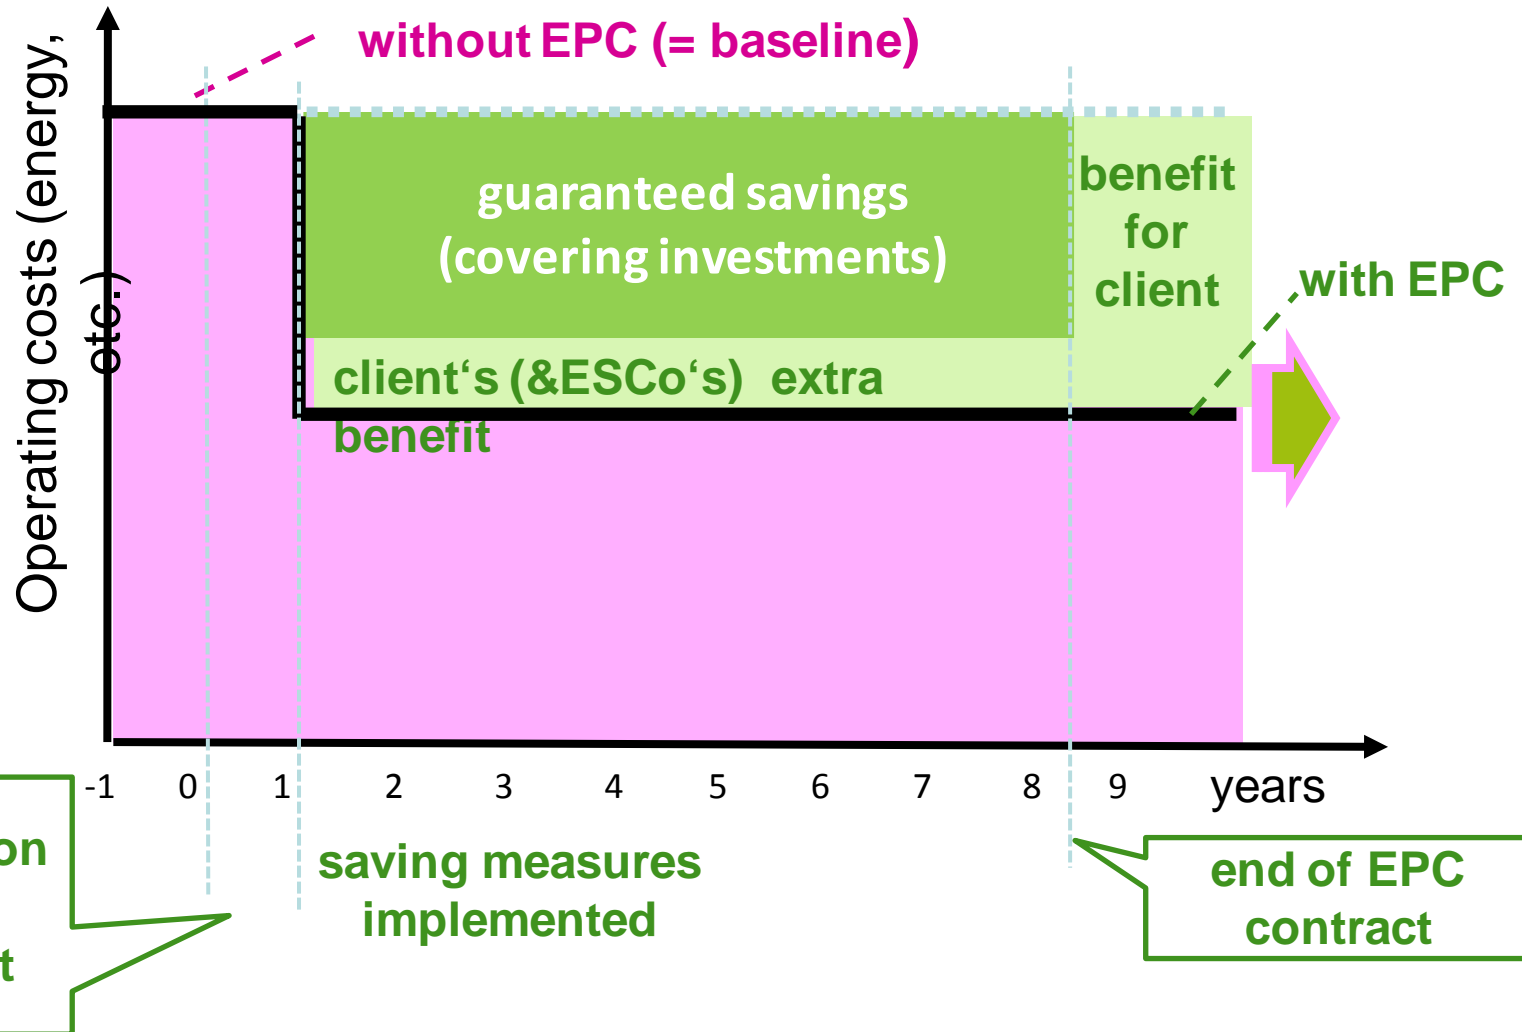 without EPC (= baseline)
Operating costs (energy,
etc.)
guaranteed savings
(covering investments)
benefit
for
client
with EPC
client‘s (&ESCo‘s) extra
benefit
-1 0 1 2 3 4 5 6 7 8 9 years
saving measures
implemented
end of EPC
contract